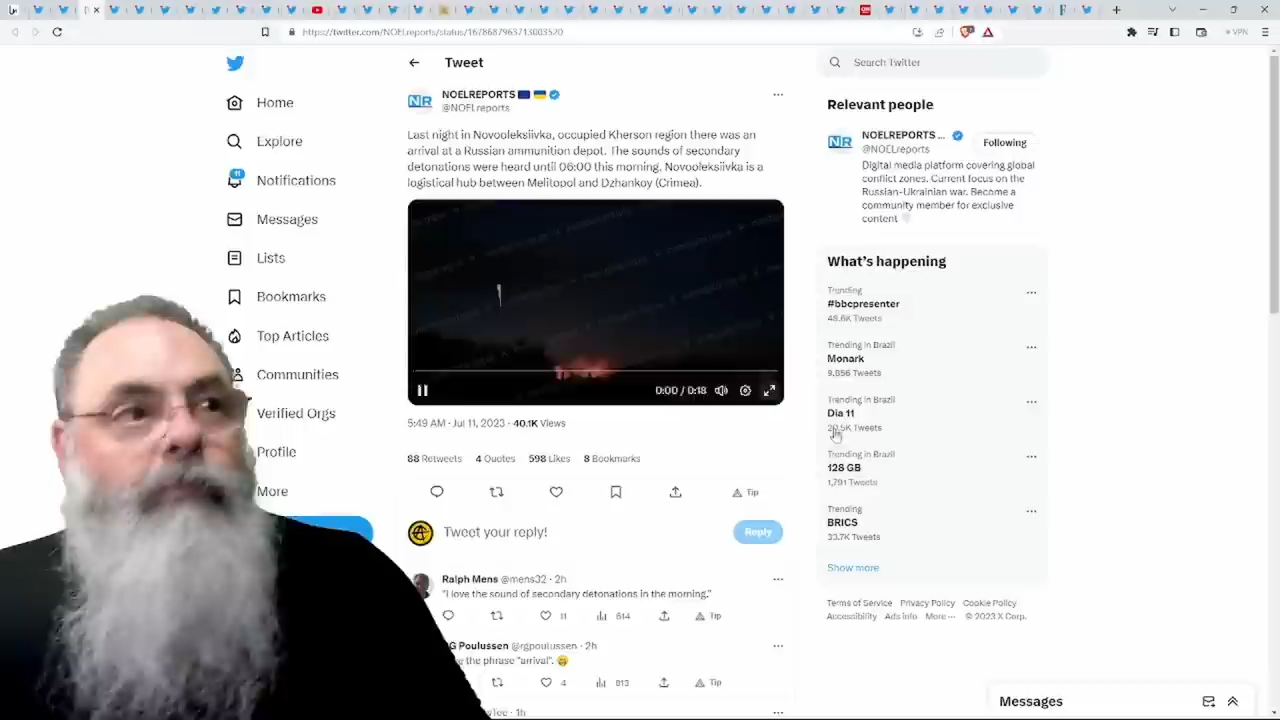 https://twitter.com/NOELreports/status/1678687963713003520
VPN
Home
Explore
11
Notifications
Messages
Lists
Bookmarks
Top Articles
Communities
Verified Orgs
Profile
More
Tweet
NOELREPORTS
@NOELreports
Last night in Novooleksiivka, occupied Kherson region there was an
arrival at a Russian ammunition depot. The sounds of secondary
detonations were heard until 06:00 this morning. Novooleksiivka is a
logistical hub between Melitopol and Dzhankoy (Crimea).
0:00 / 0:18
5:49 AM · Jul 11, 2023 · 40.1K Views
88 Retweets 4 Quotes 598 Likes 8 Bookmarks
Tip
Tweet your reply!
Reply
Ralph Mens @mens32 · 2h
"I love the sound of secondary detonations in the morning."
11 614 Tip
G Poulussen @rgpoulussen · 2h
the phrase "arrival".
4 813 Tip
1h
Search Twitter
Relevant people
NOELREPORTS ...
@NOELreports
Following
Digital media platform covering global
conflict zones. Current focus on the
Russian-Ukrainian war. Become a
community member for exclusive
content
What's happening
Trending
#bbcpresenter
48.6K Tweets
Trending in Brazil
Monark
9,856 Tweets
Trending in Brazil
Dia 11
20.5K Tweets
Trending in Brazil
128 GB
1,791 Tweets
Trending
BRICS
33.7K Tweets
Show more
Terms of Service Privacy Policy Cookie Policy
Accessibility Ads info More ... © 2023 X Corp.
Messages